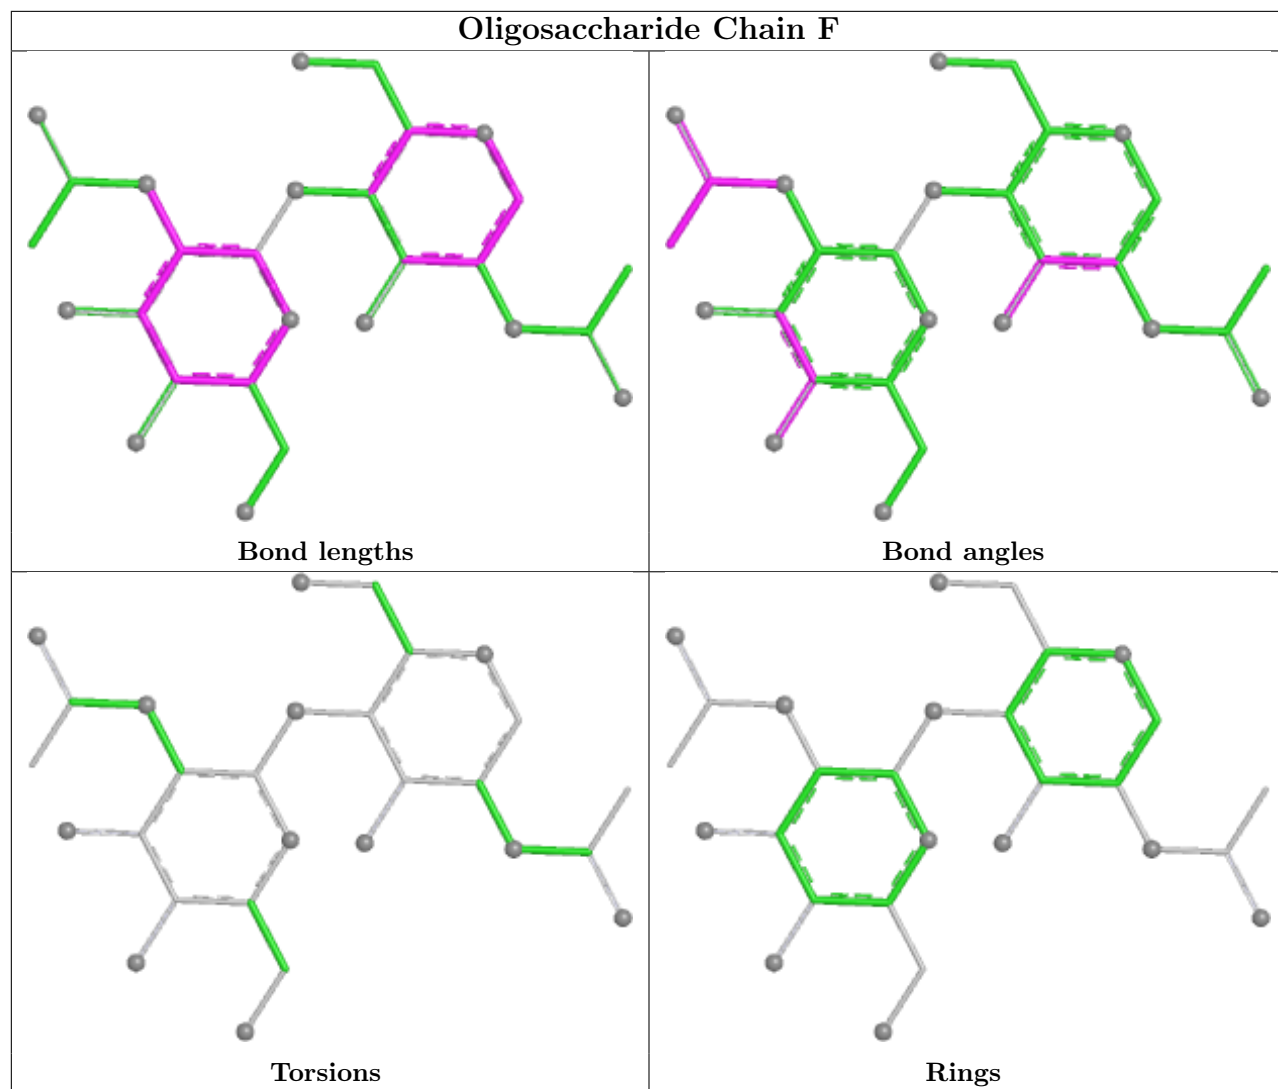 Oligosaccharide Chain F
Bond lengths
Bond angles
Torsions
Rings